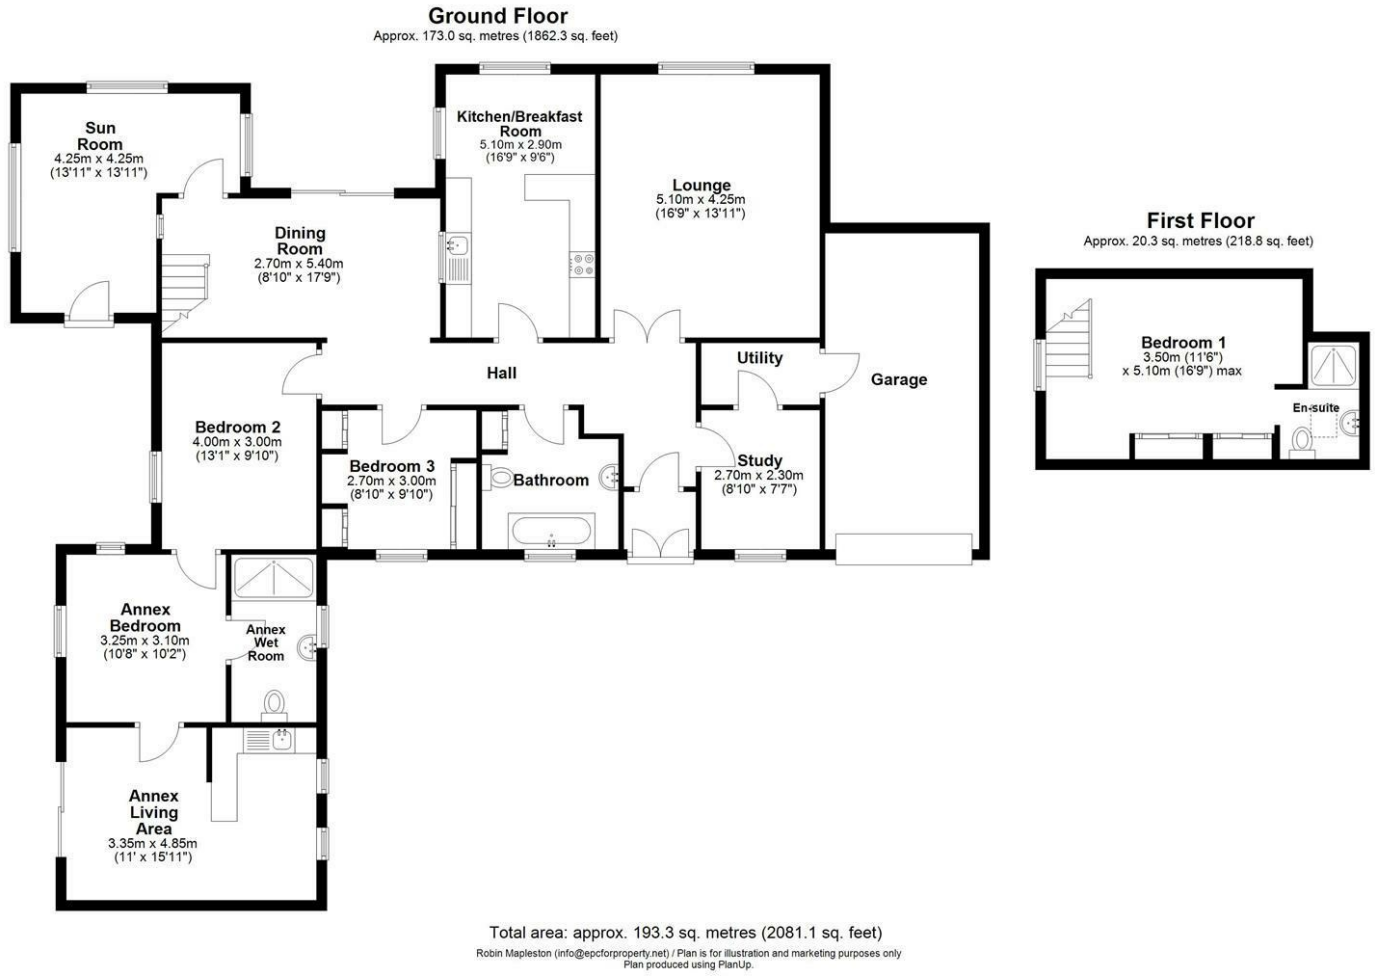 Ground Floor
Approx. 173.0 sq. metres (1862.3 sq. feet)
Sun
Room
4.25m x 4.25m
(13'11" x 13'11")
Kitchen/Breakfast
Room
5.10m x 2.90m
(16'9" x 9'6")
Lounge
5.10m x 4.25m
(16'9" x 13'11")
Dining
Room
2.70m x 5.40m
(8'10" x 17'9")
First Floor
Approx. 20.3 sq. metres (218.8 sq. feet)
Bedroom 1
3.50m (11'6")
x 5.10m (16'9") max
En-suite
Utility
Hall
Garage
Bedroom 2
4.00m x 3.00m
(13'1" x 9'10")
Bedroom 3
2.70m x 3.00m
(8'10" x 9'10")
Bathroom
Study
2.70m x 2.30m
(8'10" x 7'7")
Annex
Bedroom
3.25m x 3.10m
(10'8" x 10'2")
Annex
Wet
Room
Annex
Living
Area
3.35m x 4.85m
(11' x 15'11")
Total area: approx. 193.3 sq. metres (2081.1 sq. feet)
Robin Mapleston (info@epcforproperty.net) / Plan is for illustration and marketing purposes only
Plan produced using PlanUp.